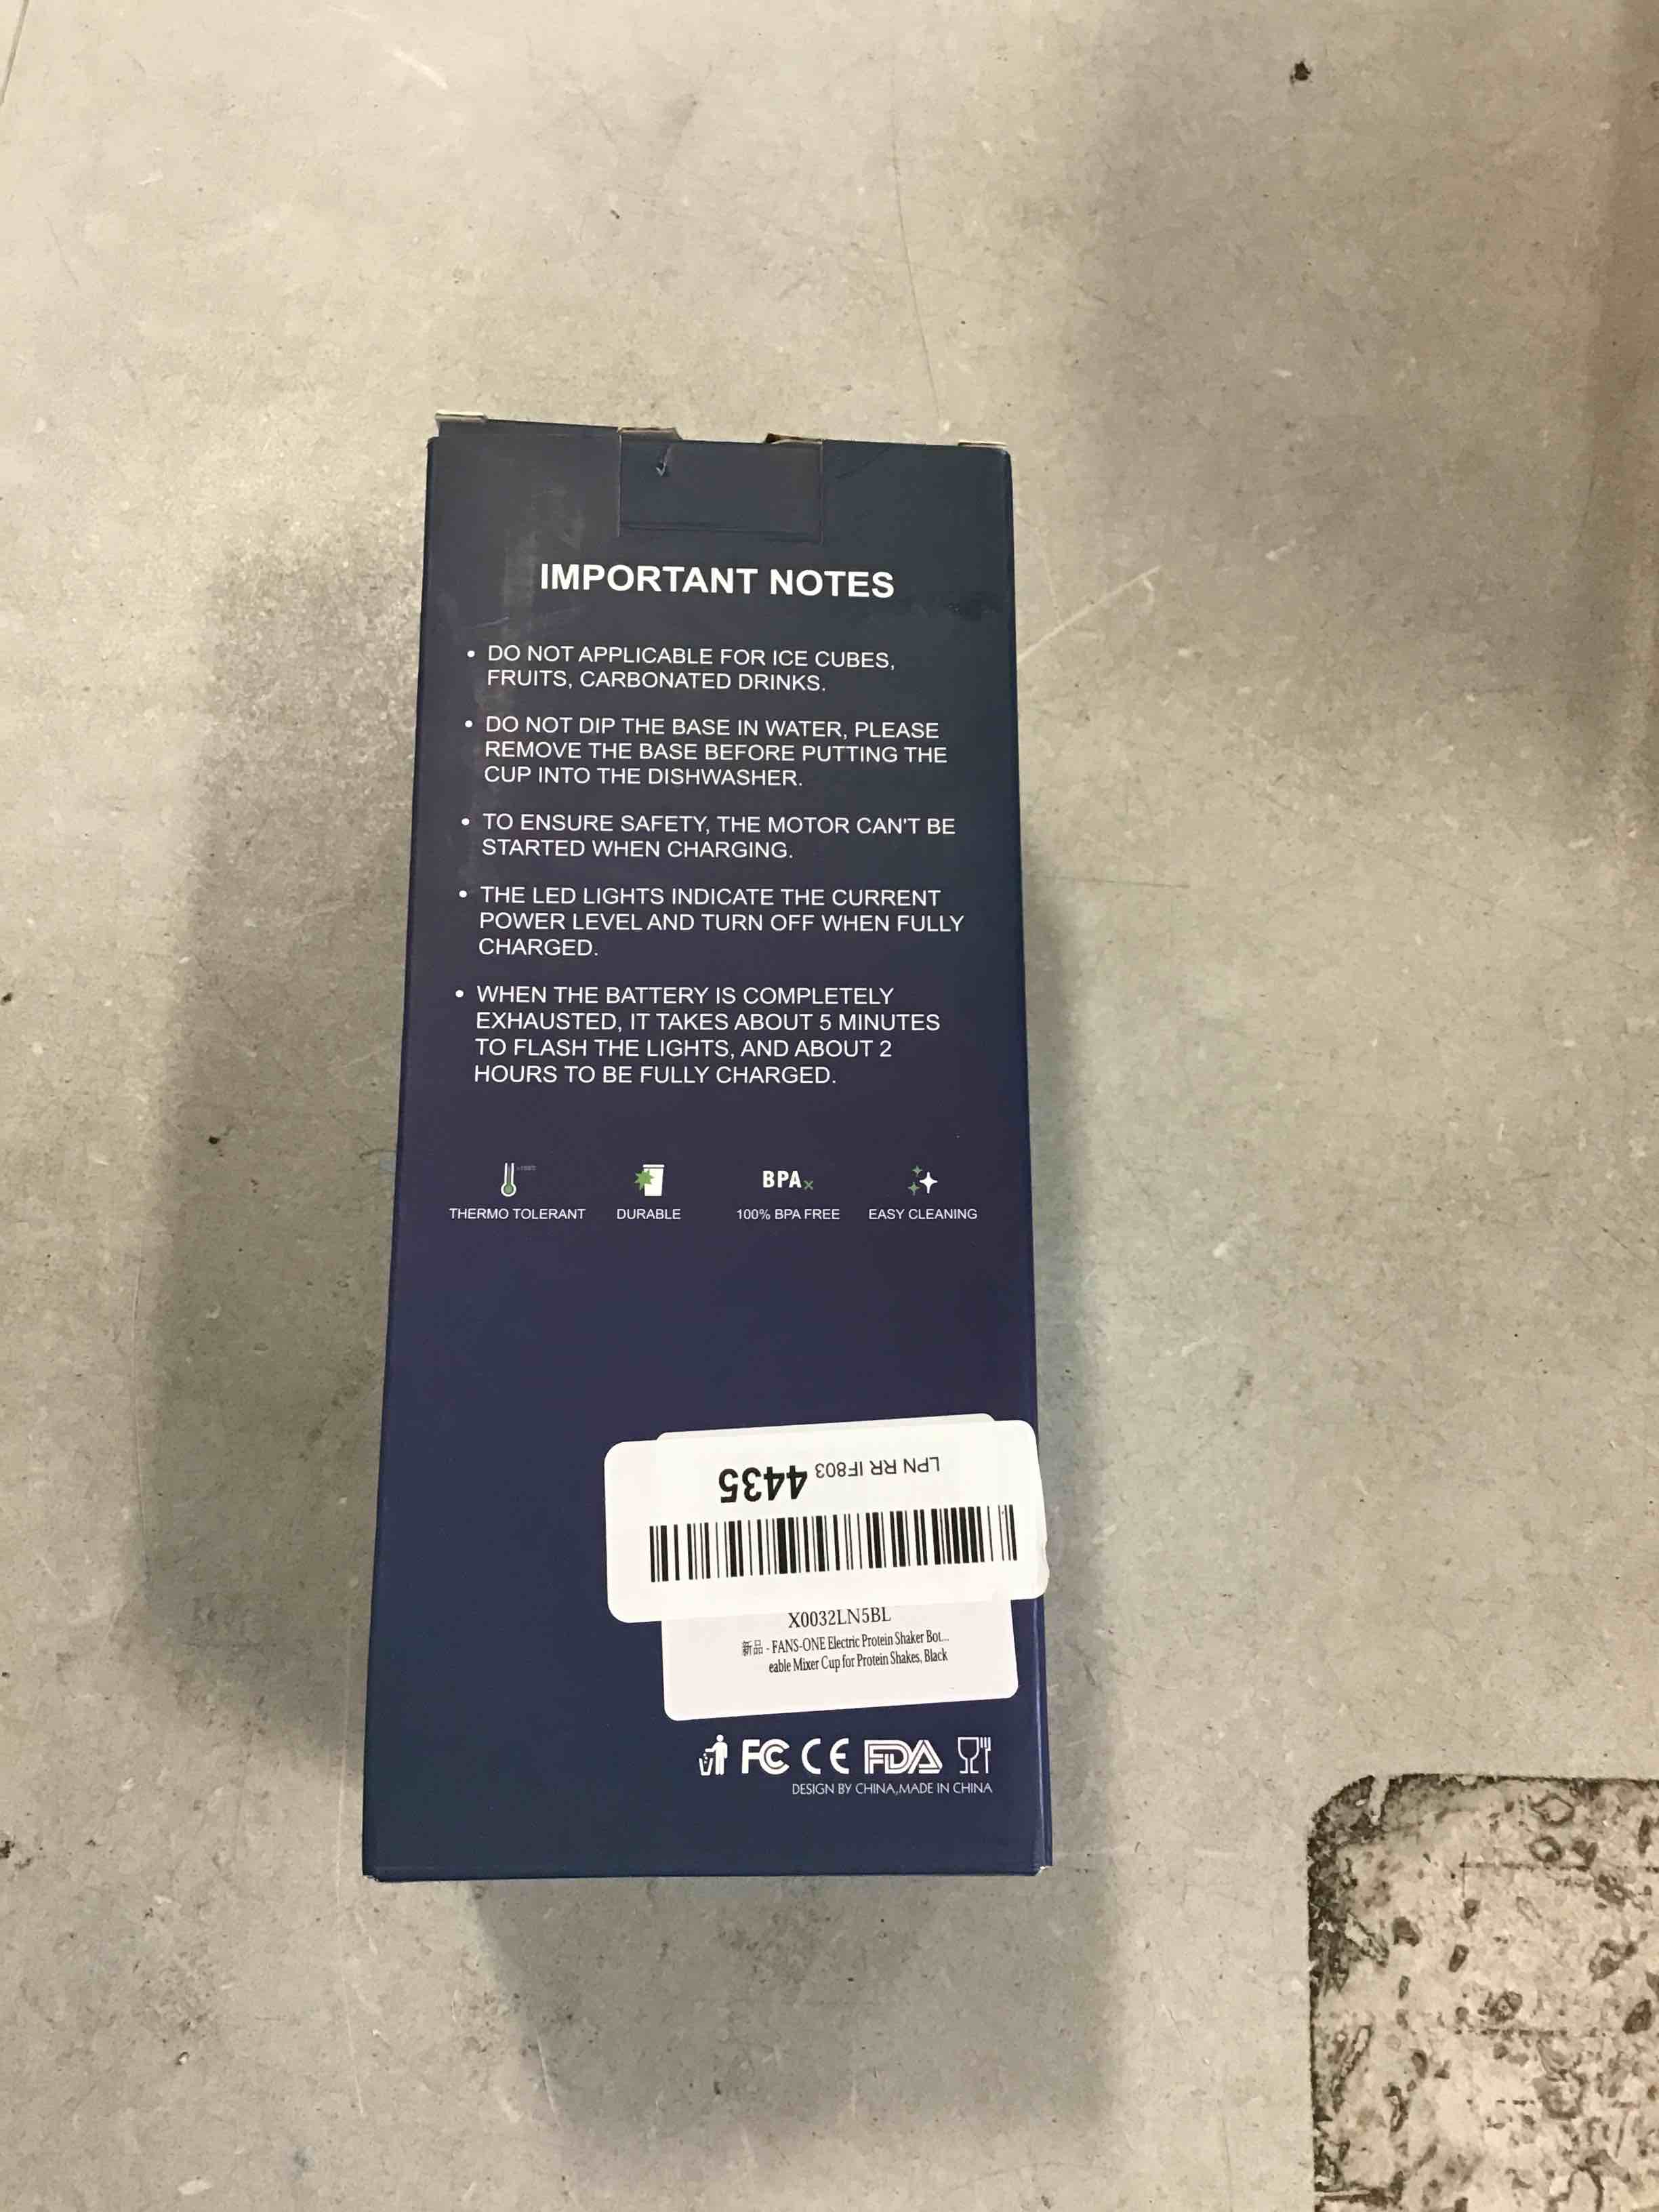 IMPORTANT NOTES
• DO NOT APPLICABLE FOR ICE CUBES,
FRUITS, CARBONATED DRINKS.
• DO NOT DIP THE BASE IN WATER, PLEASE
REMOVE THE BASE BEFORE PUTTING THE
CUP INTO THE DISHWASHER.
• TO ENSURE SAFETY, THE MOTOR CAN'T BE
STARTED WHEN CHARGING.
• THE LED LIGHTS INDICATE THE CURRENT
POWER LEVEL AND TURN OFF WHEN FULLY
CHARGED.
• WHEN THE BATTERY IS COMPLETELY
EXHAUSTED, IT TAKES ABOUT 5 MINUTES
TO FLASH THE LIGHTS, AND ABOUT 2
HOURS TO BE FULLY CHARGED.
BPA
THERMO TOLERANT DURABLE 100% BPA FREE EASY CLEANING
LPN RR IF803 4435
X0032LN5BL
新品 - FANS-ONE Electric Protein Shaker Bot...
eable Mixer Cup for Protein Shakes, Black
FC CE FDA
DESIGN BY CHINA,MADE IN CHINA